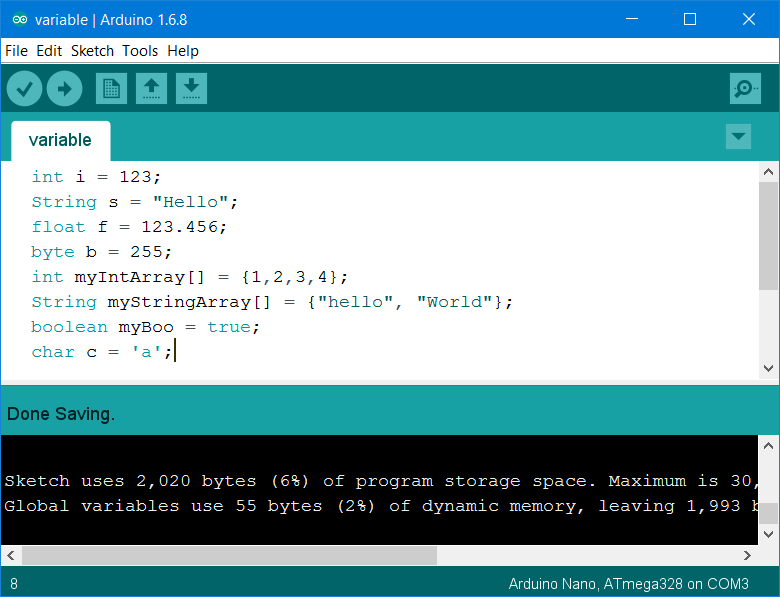 variable | Arduino 1.6.8
File Edit Sketch Tools Help
variable
int i = 123;
String s = "Hello";
float f = 123.456;
byte b = 255;
int myIntArray[] = {1,2,3,4};
String myStringArray[] = {"hello", "World"};
boolean myBoo = true;
char c = 'a';
Done Saving.
Sketch uses 2,020 bytes (6%) of program storage space. Maximum is 30,
Global variables use 55 bytes (2%) of dynamic memory, leaving 1,993 b
8 Arduino Nano, ATmega328 on COM3